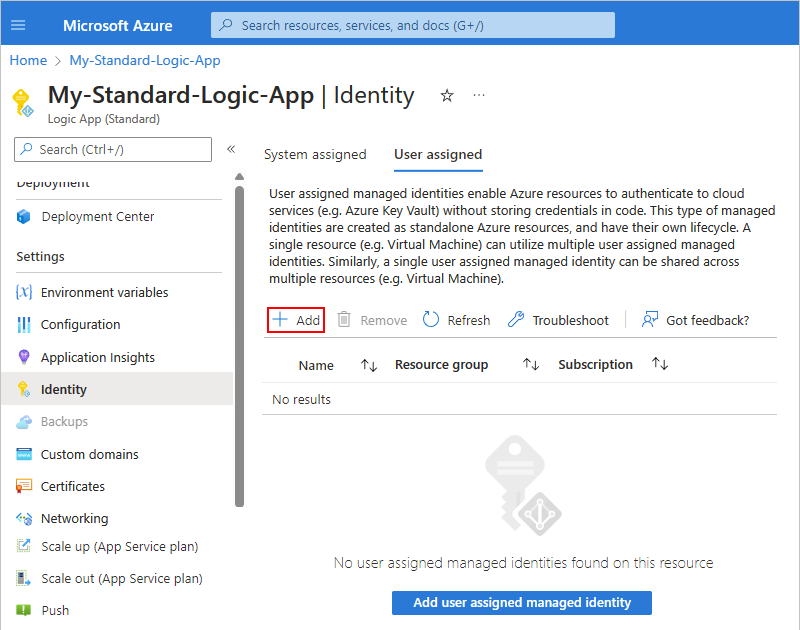 Microsoft Azure
Search resources, services, and docs (G+/)
Home > My-Standard-Logic-App
My-Standard-Logic-App | Identity
Logic App (Standard)
Search (Ctrl+/)
«
Deployment
Deployment Center
Settings
Environment variables
Configuration
Application Insights
Identity
Backups
Custom domains
Certificates
Networking
Scale up (App Service plan)
Scale out (App Service plan)
Push
System assigned
User assigned
User assigned managed identities enable Azure resources to authenticate to cloud
services (e.g. Azure Key Vault) without storing credentials in code. This type of managed
identities are created as standalone Azure resources, and have their own lifecycle. A
single resource (e.g. Virtual Machine) can utilize multiple user assigned managed
identities. Similarly, a single user assigned managed identity can be shared across
multiple resources (e.g. Virtual Machine).
Add
Remove
Refresh
Troubleshoot
Got feedback?
Name
Resource group
Subscription
No results
No user assigned managed identities found on this resource
Add user assigned managed identity